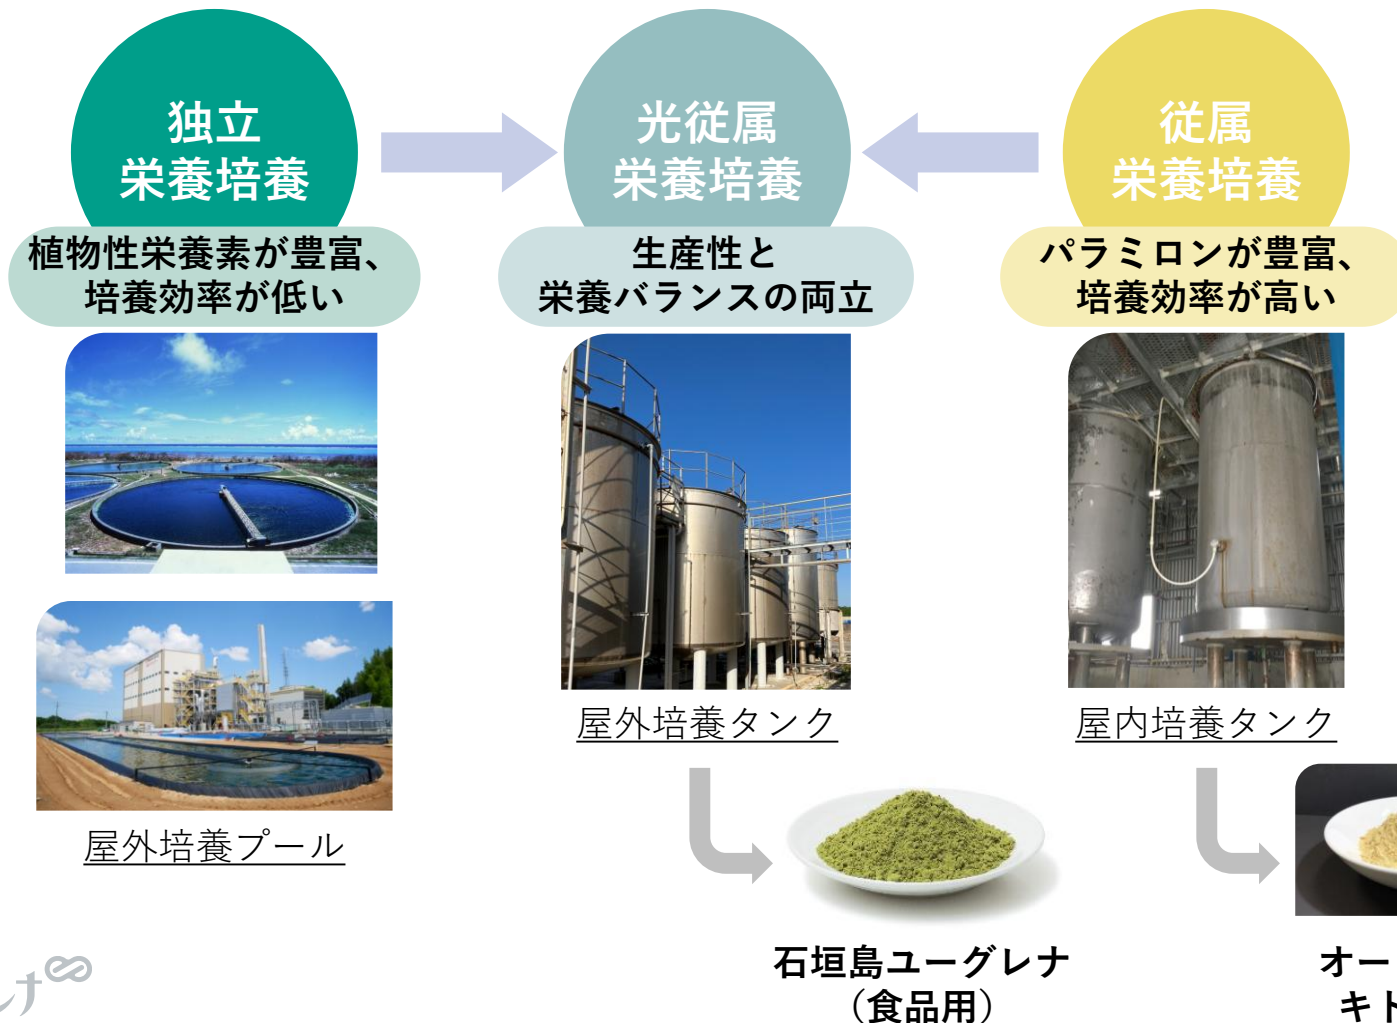 独立
栄養培養
光従属
栄養培養
従属
栄養培養
植物性栄養素が豊富、
培養効率が低い
生産性と
栄養バランスの両立
パラミロンが豊富、
培養効率が高い
屋外培養プール
屋外培養タンク
屋内培養タンク
石垣島ユーグレナ
（食品用）
オー
キト